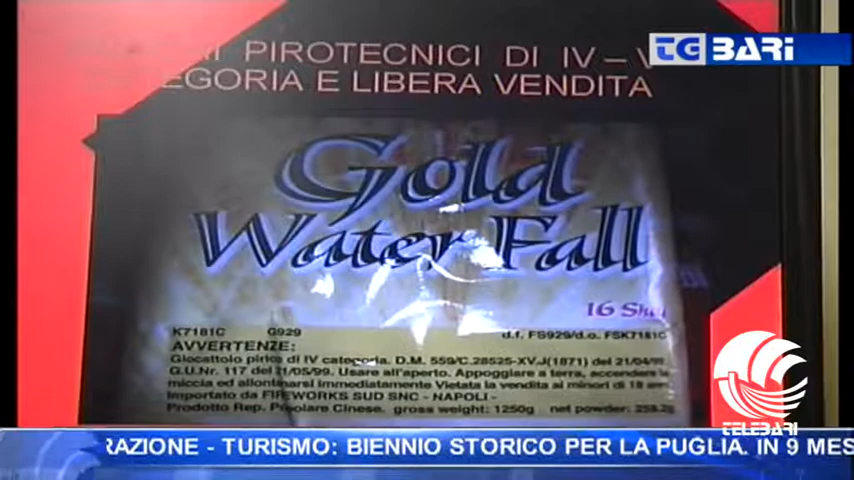 PIROTECNICI DI IV –
TG BARI
E LIBERA VENDITA
Gold
Water Fall
16
K7181C G929 d.f. FS929/d.o. FSK7181C
AVVERTENZE:
Giocattolo pirico di IV categoria. D.M. 559/C.28525-XV.J(1871) del 21/04/99.
G.U.Nr. 117 del 21/05/99. Usare all'aperto. Appoggiare a terra, accendere la
miccia ed allontanarsi immediatamente Vietata la vendita ai minori di 18 anni
Importato da FIREWORKS SUD SNC - NAPOLI -
Prodotto Rep. Popolare Cinese. gross weight: 1250g net powder: 259.2g
TELEBARI
RAZIONE - TURISMO: BIENNIO STORICO PER LA PUGLIA. IN 9 MES